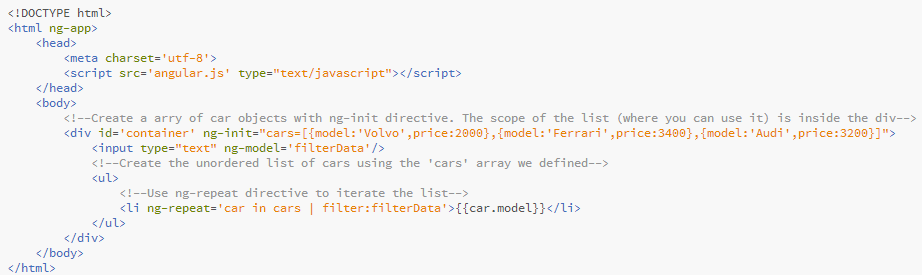 <!DOCTYPE html>
<html ng-app>
<head>
<meta charset='utf-8'>
<script src='angular.js' type="text/javascript"></script>
</head>
<body>
<!--Create a arry of car objects with ng-init directive. The scope of the list (where you can use it) is inside the div-->
<div id='container' ng-init="cars=[{model:'Volvo',price:2000},{model:'Ferrari',price:3400},{model:'Audi',price:3200}]">
<input type="text" ng-model='filterData'/>
<!--Create the unordered list of cars using the 'cars' array we defined-->
<ul>
<!--Use ng-repeat directive to iterate the list-->
<li ng-repeat='car in cars | filter:filterData'>{{car.model}}</li>
</ul>
</div>
</body>
</html>